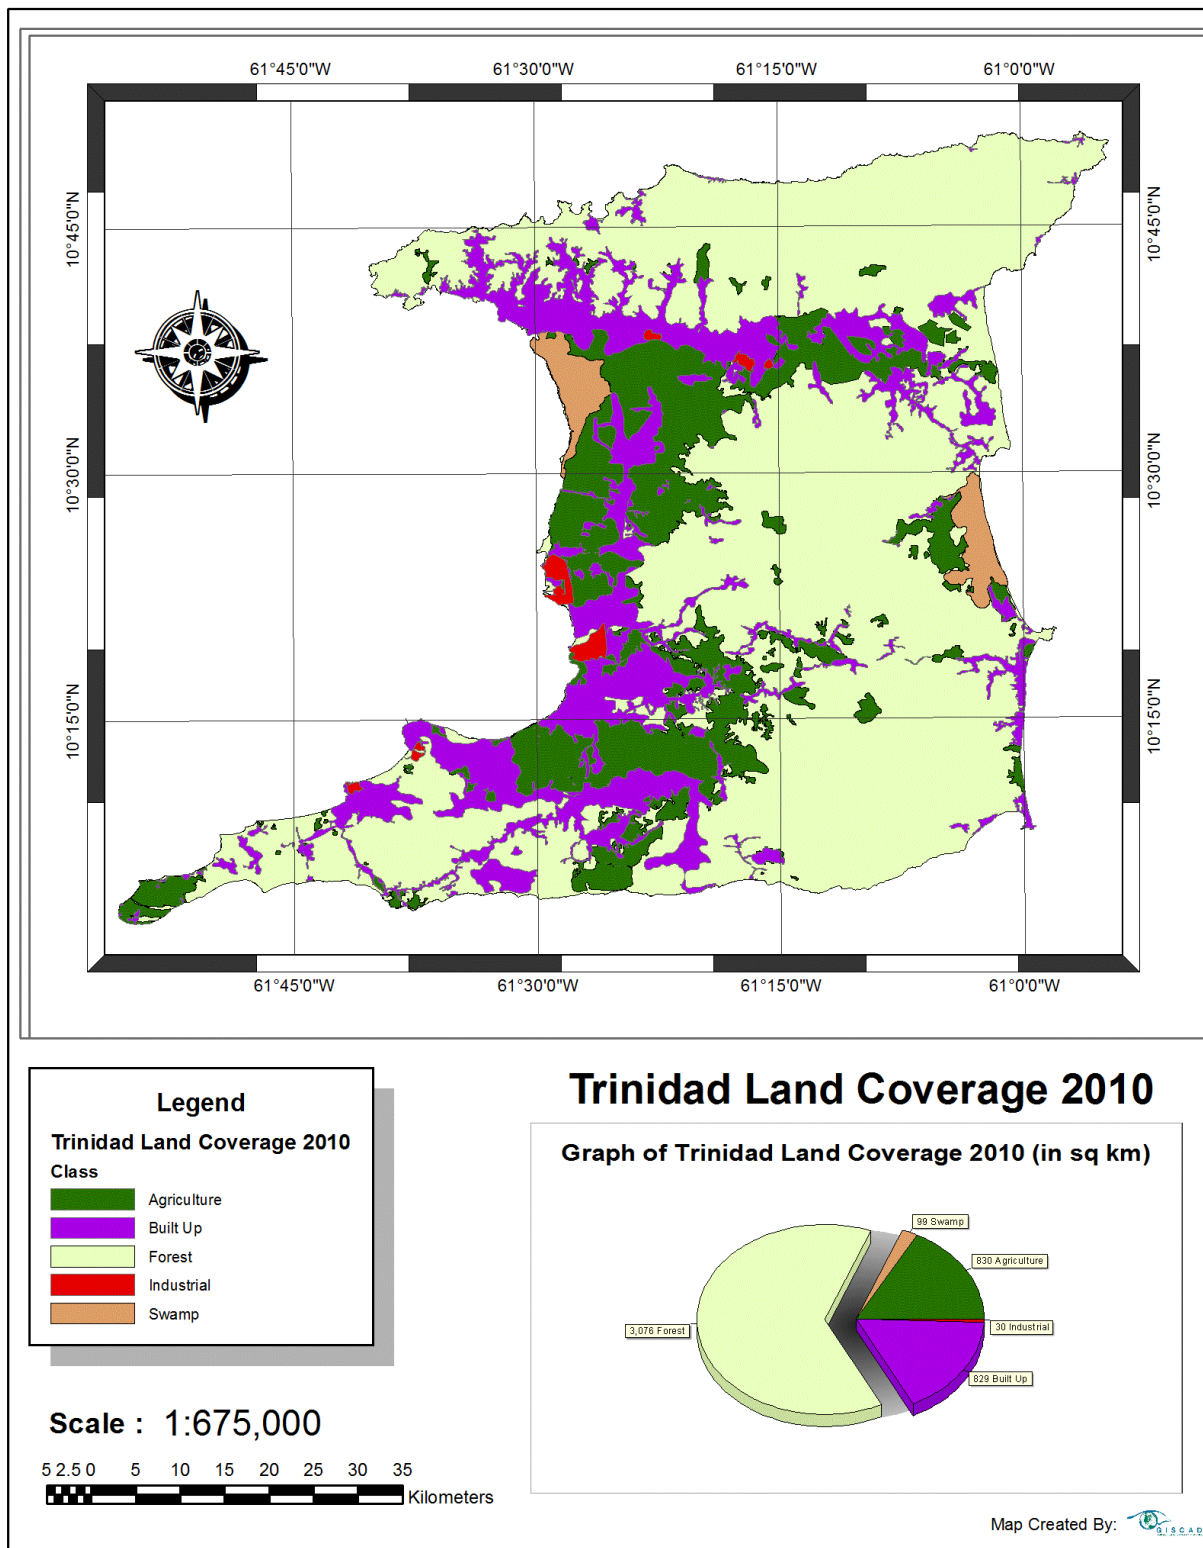 61°45'0"W 61°30'0"W 61°15'0"W 61°0'0"W
10°45'0"N 10°45'0"N
10°30'0"N 10°30'0"N
10°15'0"N 10°15'0"N
61°45'0"W 61°30'0"W 61°15'0"W 61°0'0"W
Legend
Trinidad Land Coverage 2010
Class
Agriculture
Built Up
Forest
Industrial
Swamp
Scale : 1:675,000
5 2.5 0 5 10 15 20 25 30 35
Kilometers
Trinidad Land Coverage 2010
Graph of Trinidad Land Coverage 2010 (in sq km)
99 Swamp
830 Agriculture
30 Industrial
3,076 Forest
829 Built Up
Map Created By:
GISCAD